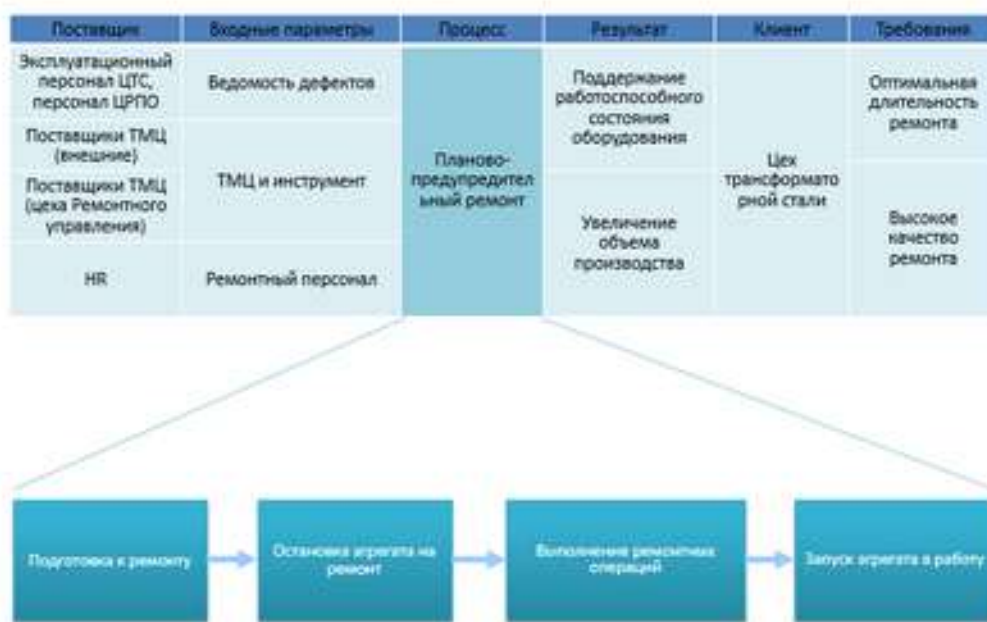 Поставщик Входные параметры Процесс Результат Клиент Требования
Эксплуатационный
персонал ЦТС,
персонал ЦРПО
Ведомость дефектов
Поставщики ТМЦ
(внешние)
Поставщики ТМЦ
(цеха Ремонтного
управления)
ТМЦ и инструмент
HR
Ремонтный персонал
Планово-
предупредител
ьный ремонт
Поддержание
работоспособного
состояния
оборудования
Увеличение
объема
производства
Цех
трансформато
рной стали
Оптимальная
длительность
ремонта
Высокое
качество
ремонта
Подготовка к ремонту
Остановка агрегата на
ремонт
Выполнение ремонтных
операций
Запуск агрегата в работу